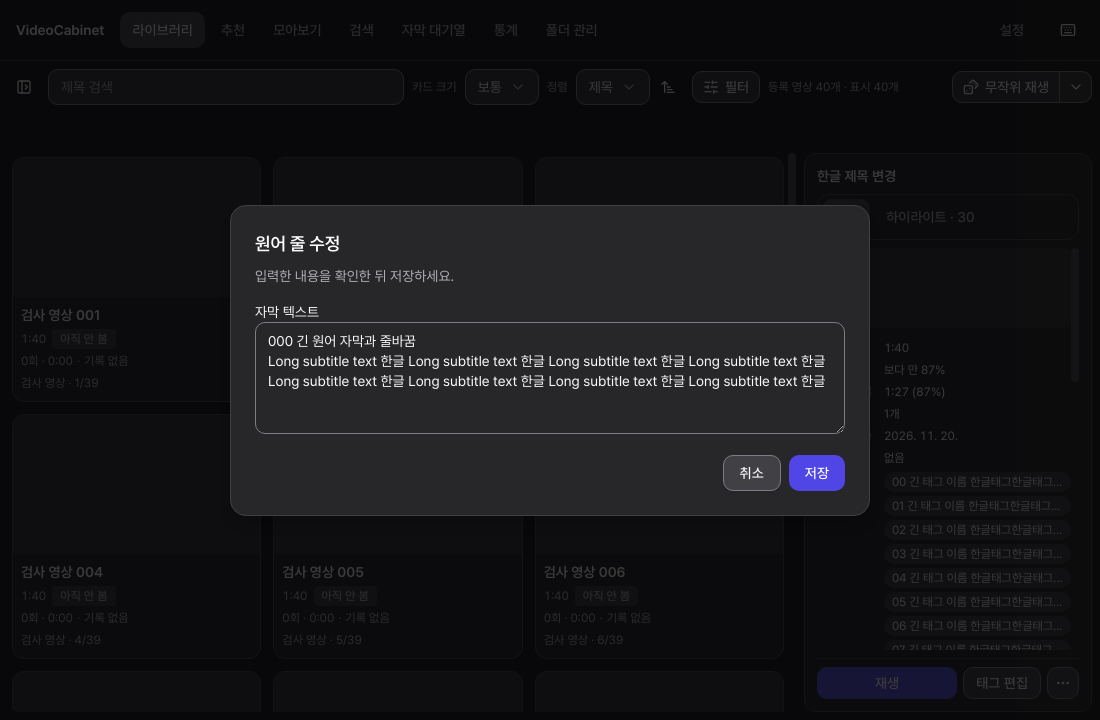 VideoCabinet 라이브러리 추천 모아보기 검색 자막 대기열 통계 폴더 관리 설정
제목 검색 카드 크기 보통 정렬 제목 필터 등록 영상 40개 · 표시 40개 무작위 재생
한글 제목 변경
하이라이트 · 30
원어 줄 수정
입력한 내용을 확인한 뒤 저장하세요.
자막 텍스트
000 긴 원어 자막과 줄바꿈
Long subtitle text 한글 Long subtitle text 한글 Long subtitle text 한글 Long subtitle text 한글
Long subtitle text 한글 Long subtitle text 한글 Long subtitle text 한글 Long subtitle text 한글
취소 저장
검사 영상 001
1:40 아직 안 봄
0회 · 0:00 · 기록 없음
검사 영상 · 1/39
검사 영상 004
1:40 아직 안 봄
0회 · 0:00 · 기록 없음
검사 영상 · 4/39
검사 영상 005
1:40 아직 안 봄
0회 · 0:00 · 기록 없음
검사 영상 · 5/39
검사 영상 006
1:40 아직 안 봄
0회 · 0:00 · 기록 없음
검사 영상 · 6/39
1:40
보다 만 87%
1:27 (87%)
1개
2026. 11. 20.
없음
00 긴 태그 이름 한글태그한글태그...
01 긴 태그 이름 한글태그한글태그...
02 긴 태그 이름 한글태그한글태그...
03 긴 태그 이름 한글태그한글태그...
04 긴 태그 이름 한글태그한글태그...
05 긴 태그 이름 한글태그한글태그...
06 긴 태그 이름 한글태그한글태그...
07 긴 태그 이름 한글태그한글태그...
재생 태그 편집